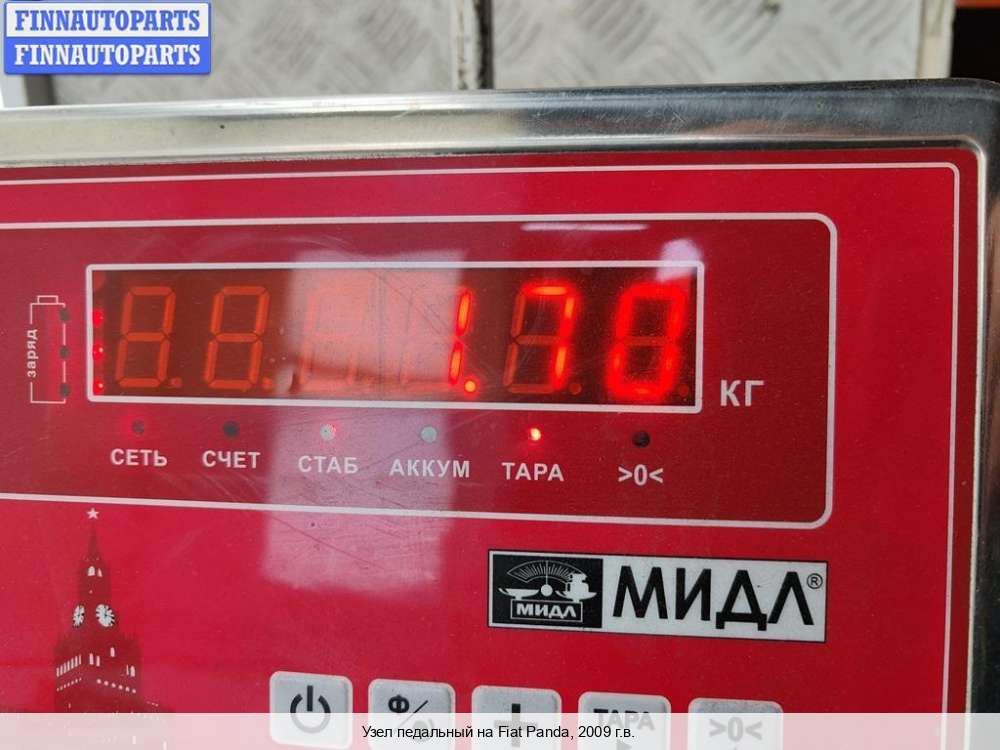 FINNAUTOPARTS
FINNAUTOPARTS
заряд
1.70
КГ
СЕТЬ СЧЕТ СТАБ АККУМ ТАРА >0<
МИДЛ МИДЛ®
Ф/
+ ТАРА >0<
Узел педальный на Fiat Panda, 2009 г.в.